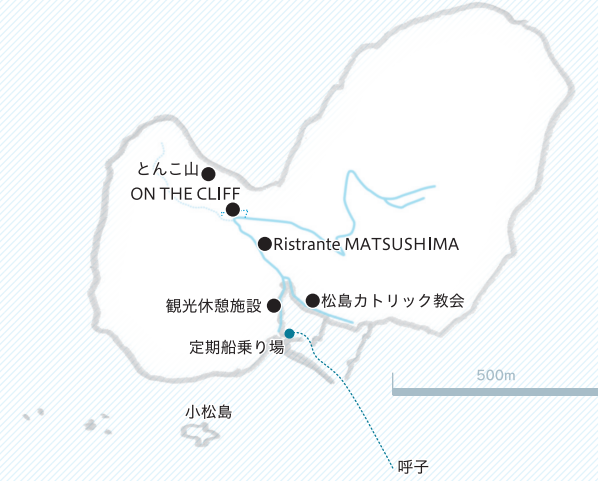 とんこ山
ON THE CLIFF
Ristrante MATSUSHIMA
観光休憩施設
松島カトリック教会
定期船乗り場
500m
小松島
呼子